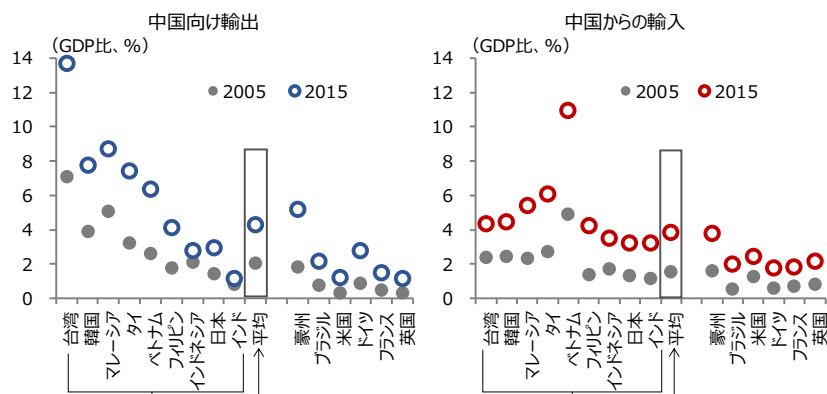 中国向け輸出
（GDP比、%）
14
12
10
8
6
4
2
0
2005
2015
台湾
韓国
マレーシア
タイ
ベトナム
フィリピン
インドネシア
日本
インド
平均
豪州
ブラジル
米国
ドイツ
フランス
英国
中国からの輸入
（GDP比、%）
14
12
10
8
6
4
2
0
2005
2015
台湾
韓国
マレーシア
タイ
ベトナム
フィリピン
インドネシア
日本
インド
平均
豪州
ブラジル
米国
ドイツ
フランス
英国